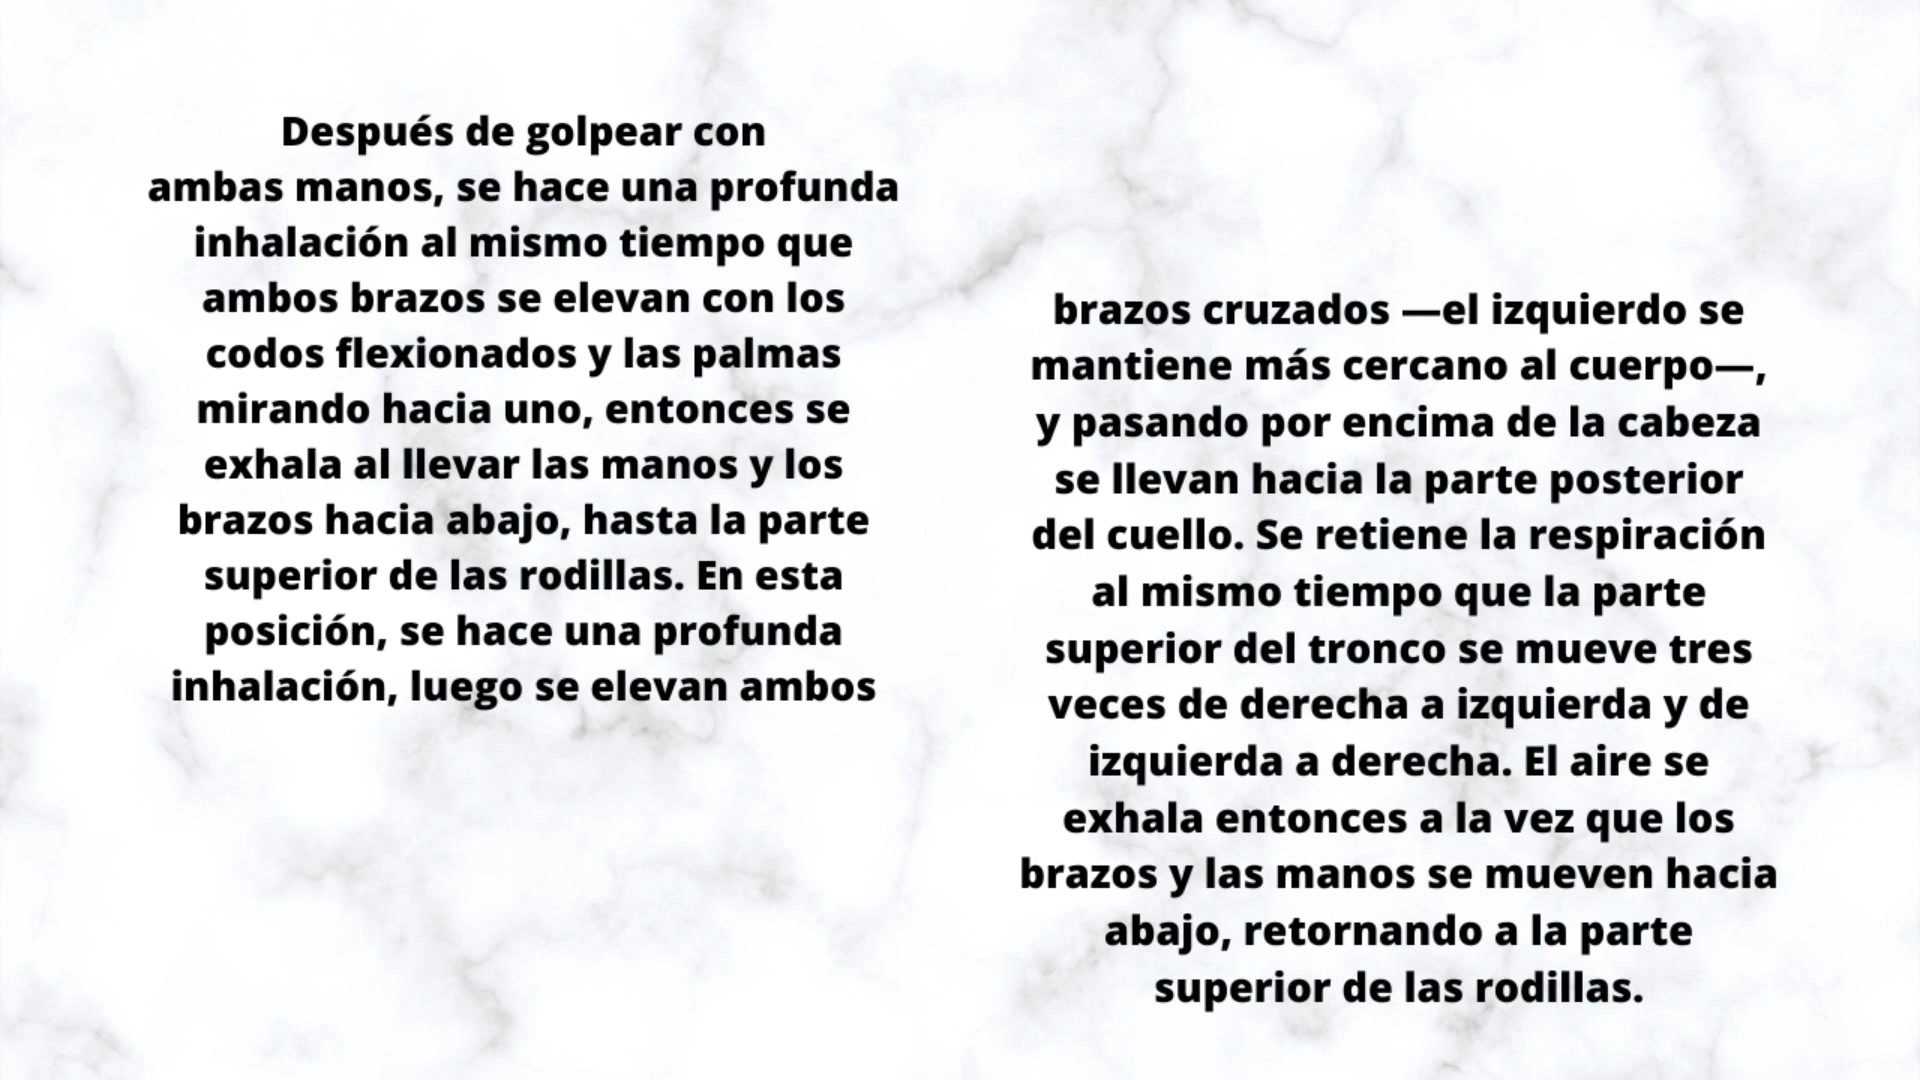 Después de golpear con
ambas manos, se hace una profunda
inhalación al mismo tiempo que
ambos brazos se elevan con los
codos flexionados y las palmas
mirando hacia uno, entonces se
exhala al llevar las manos y los
brazos hacia abajo, hasta la parte
superior de las rodillas. En esta
posición, se hace una profunda
inhalación, luego se elevan ambos
brazos cruzados —el izquierdo se
mantiene más cercano al cuerpo—,
y pasando por encima de la cabeza
se llevan hacia la parte posterior
del cuello. Se retiene la respiración
al mismo tiempo que la parte
superior del tronco se mueve tres
veces de derecha a izquierda y de
izquierda a derecha. El aire se
exhala entonces a la vez que los
brazos y las manos se mueven hacia
abajo, retornando a la parte
superior de las rodillas.